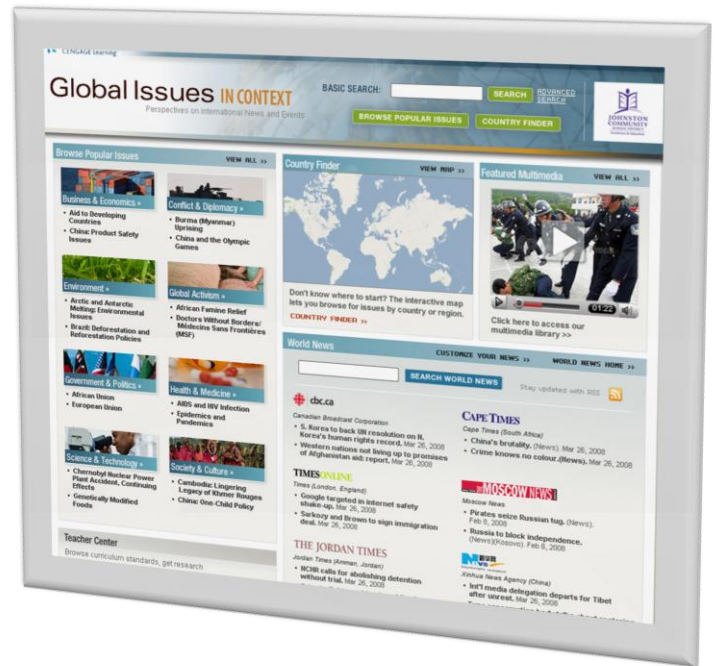 CENGAGE Learning
Global Issues IN CONTEXT
Perspectives on International News and Events
BASIC SEARCH:
SEARCH
ADVANCED SEARCH
BROWSE POPULAR ISSUES
COUNTRY FINDER
JOHNSTON
COMMUNITY
SCHOOL DISTRICT
Browse Popular Issues
VIEW ALL >>
Business & Economics »
• Aid to Developing
Countries
• China: Product Safety
Issues
Conflict & Diplomacy »
• Burma (Myanmar)
Uprising
• China and the Olympic
Games
Environment »
• Arctic and Antarctic
Melting: Environmental
Issues
• Brazil: Deforestation and
Reforestation Policies
Global Activism »
• African Famine Relief
• Doctors Without Borders/
Médecins Sans Frontières
(MSF)
Government & Politics »
• African Union
• European Union
Health & Medicine »
• AIDS and HIV Infection
• Epidemics and
Pandemics
Science & Technology »
• Chernobyl Nuclear Power
Plant Accident, Continuing
Effects
• Genetically Modified
Foods
Society & Culture »
• Cambodia: Lingering
Legacy of Khmer Rouges
• China: One-Child Policy
Teacher Center
Browse curriculum standards, get research
Country Finder
VIEW MAP >>
Don't know where to start? The interactive map
lets you browse for issues by country or region.
COUNTRY FINDER >>
Featured Multimedia
VIEW ALL >>
01:22
Click here to access our
multimedia library >>
World News
CUSTOMIZE YOUR NEWS >>
WORLD NEWS HOME >>
SEARCH WORLD NEWS
Stay updated with RSS
cbc.ca
Canadian Broadcast Corporation
• S. Korea to back UN resolution on N.
Korea's human rights record. Mar 26, 2008
• Western nations not living up to promises
of Afghanistan aid: report. Mar 26, 2008
TIMESONLINE
Times (London, England)
• Google targeted in internet safety
shake-up. Mar 26, 2008
• Sarkozy and Brown to sign immigration
deal. Mar 26, 2008
THE JORDAN TIMES
Jordan Times (Amman, Jordan)
• NCHR calls for abolishing detention
without trial. Mar 26, 2008
CAPE TIMES
Cape Times (South Africa)
• China's brutality. (News). Mar 26, 2008
• Crime knows no colour.(News). Mar 26, 2008
MOSCOW NEWS
Moscow News
• Pirates seize Russian tug. (News).
Feb 8, 2008
• Russia to block independence.
(News)(Kosovo). Feb 8, 2008
Xinhua News Agency (China)
• Int'l media delegation departs for Tibet
after unrest. Mar 26, 2008